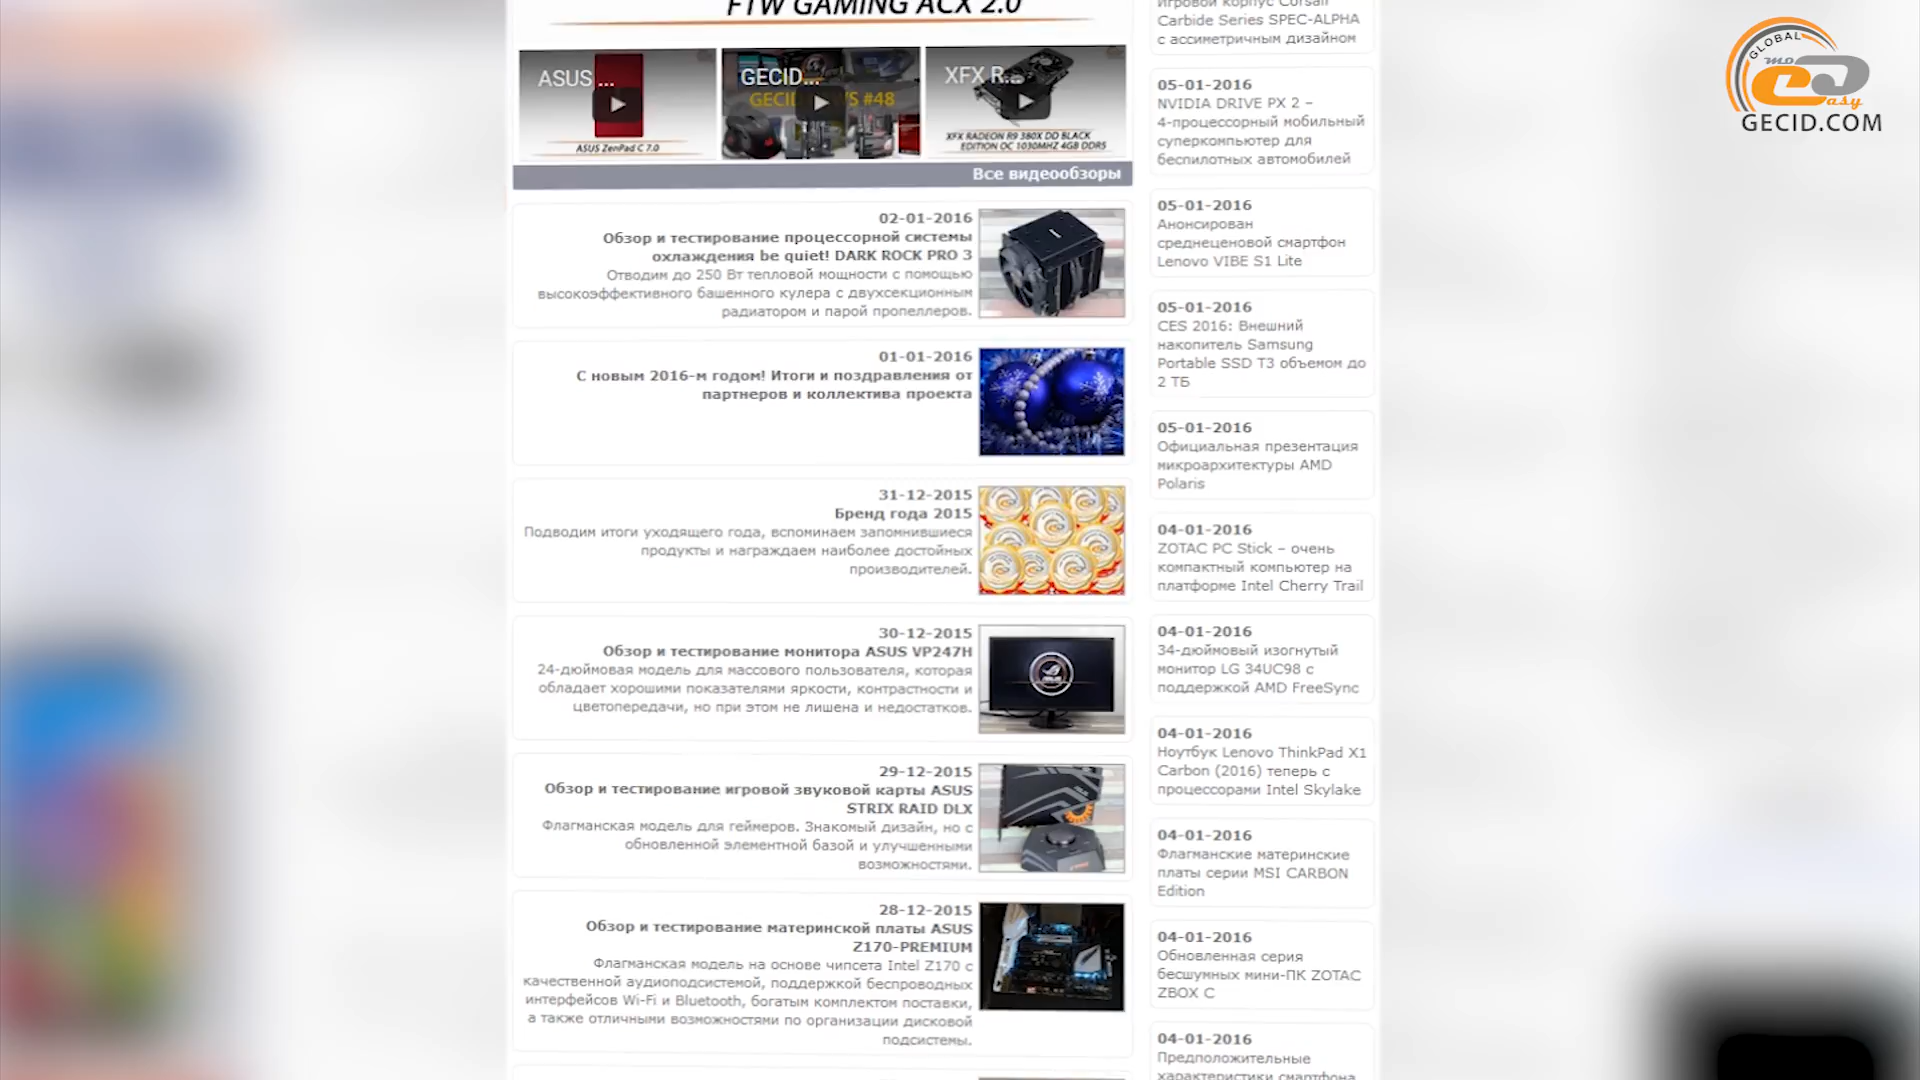 FTW GAMING ACX 2.0
ASUS ...
ASUS ZenPad C 7.0
GECID...
S #48
XFX R...
XFX RADEON R9 380X DD BLACK
EDITION OC 1030MHZ 4GB DDR5
Все видеообзоры
02-01-2016
Обзор и тестирование процессорной системы
охлаждения be quiet! DARK ROCK PRO 3
Отводим до 250 Вт тепловой мощности с помощью
высокоэффективного башенного кулера с двухсекционным
радиатором и парой пропеллеров.
01-01-2016
С новым 2016-м годом! Итоги и поздравления от
партнеров и коллектива проекта
31-12-2015
Бренд года 2015
Подводим итоги уходящего года, вспоминаем запомнившиеся
продукты и награждаем наиболее достойных
производителей.
30-12-2015
Обзор и тестирование монитора ASUS VP247H
24-дюймовая модель для массового пользователя, которая
обладает хорошими показателями яркости, контрастности и
цветопередачи, но при этом не лишена и недостатков.
29-12-2015
Обзор и тестирование игровой звуковой карты ASUS
STRIX RAID DLX
Флагманская модель для геймеров. Знакомый дизайн, но с
обновленной элементной базой и улучшенными
возможностями.
28-12-2015
Обзор и тестирование материнской платы ASUS
Z170-PREMIUM
Флагманская модель на основе чипсета Intel Z170 с
качественной аудиоподсистемой, поддержкой беспроводных
интерфейсов Wi-Fi и Bluetooth, богатым комплектом поставки,
а также отличными возможностями по организации дисковой
подсистемы.
Игровой корпус Corsair
Carbide Series SPEC-ALPHA
с ассиметричным дизайном
05-01-2016
NVIDIA DRIVE PX 2 –
4-процессорный мобильный
суперкомпьютер для
беспилотных автомобилей
05-01-2016
Анонсирован
среднеценовой смартфон
Lenovo VIBE S1 Lite
05-01-2016
CES 2016: Внешний
накопитель Samsung
Portable SSD T3 объемом до
2 ТБ
05-01-2016
Официальная презентация
микроархитектуры AMD
Polaris
04-01-2016
ZOTAC PC Stick – очень
компактный компьютер на
платформе Intel Cherry Trail
04-01-2016
34-дюймовый изогнутый
монитор LG 34UC98 с
поддержкой AMD FreeSync
04-01-2016
Ноутбук Lenovo ThinkPad X1
Carbon (2016) теперь с
процессорами Intel Skylake
04-01-2016
Флагманские материнские
платы серии MSI CARBON
Edition
04-01-2016
Обновленная серия
бесшумных мини-ПК ZOTAC
ZBOX C
04-01-2016
Предположительные
характеристики смартфона
GLOBAL
easy
GECID.COM